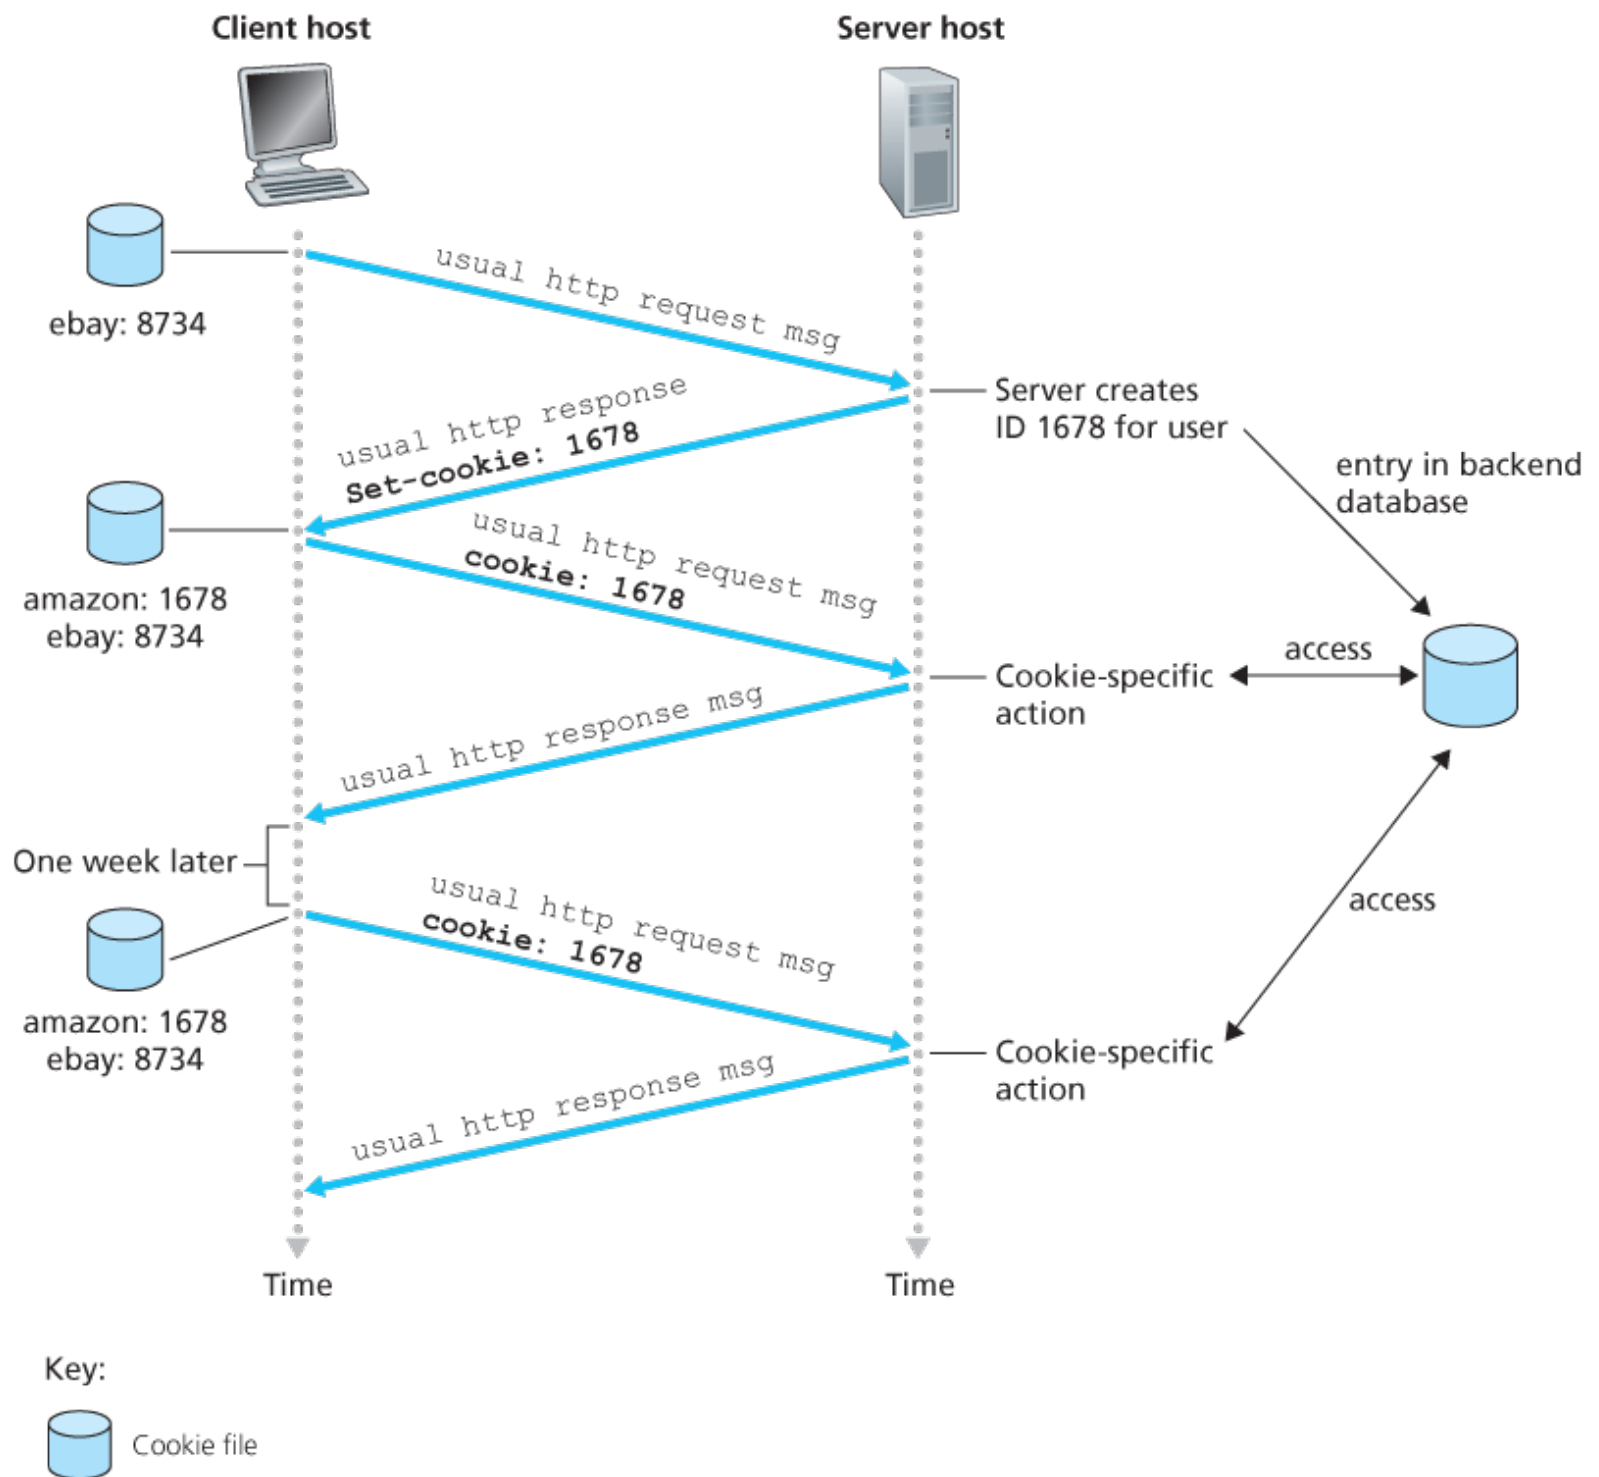 Client host
Server host
usual http request msg
ebay: 8734
Server creates
ID 1678 for user
usual http response
Set-cookie: 1678
entry in backend
database
usual http request msg
cookie: 1678
amazon: 1678
ebay: 8734
access
Cookie-specific
action
usual http response msg
One week later
usual http request msg
cookie: 1678
access
amazon: 1678
ebay: 8734
Cookie-specific
action
usual http response msg
Time
Time
Key:
Cookie file